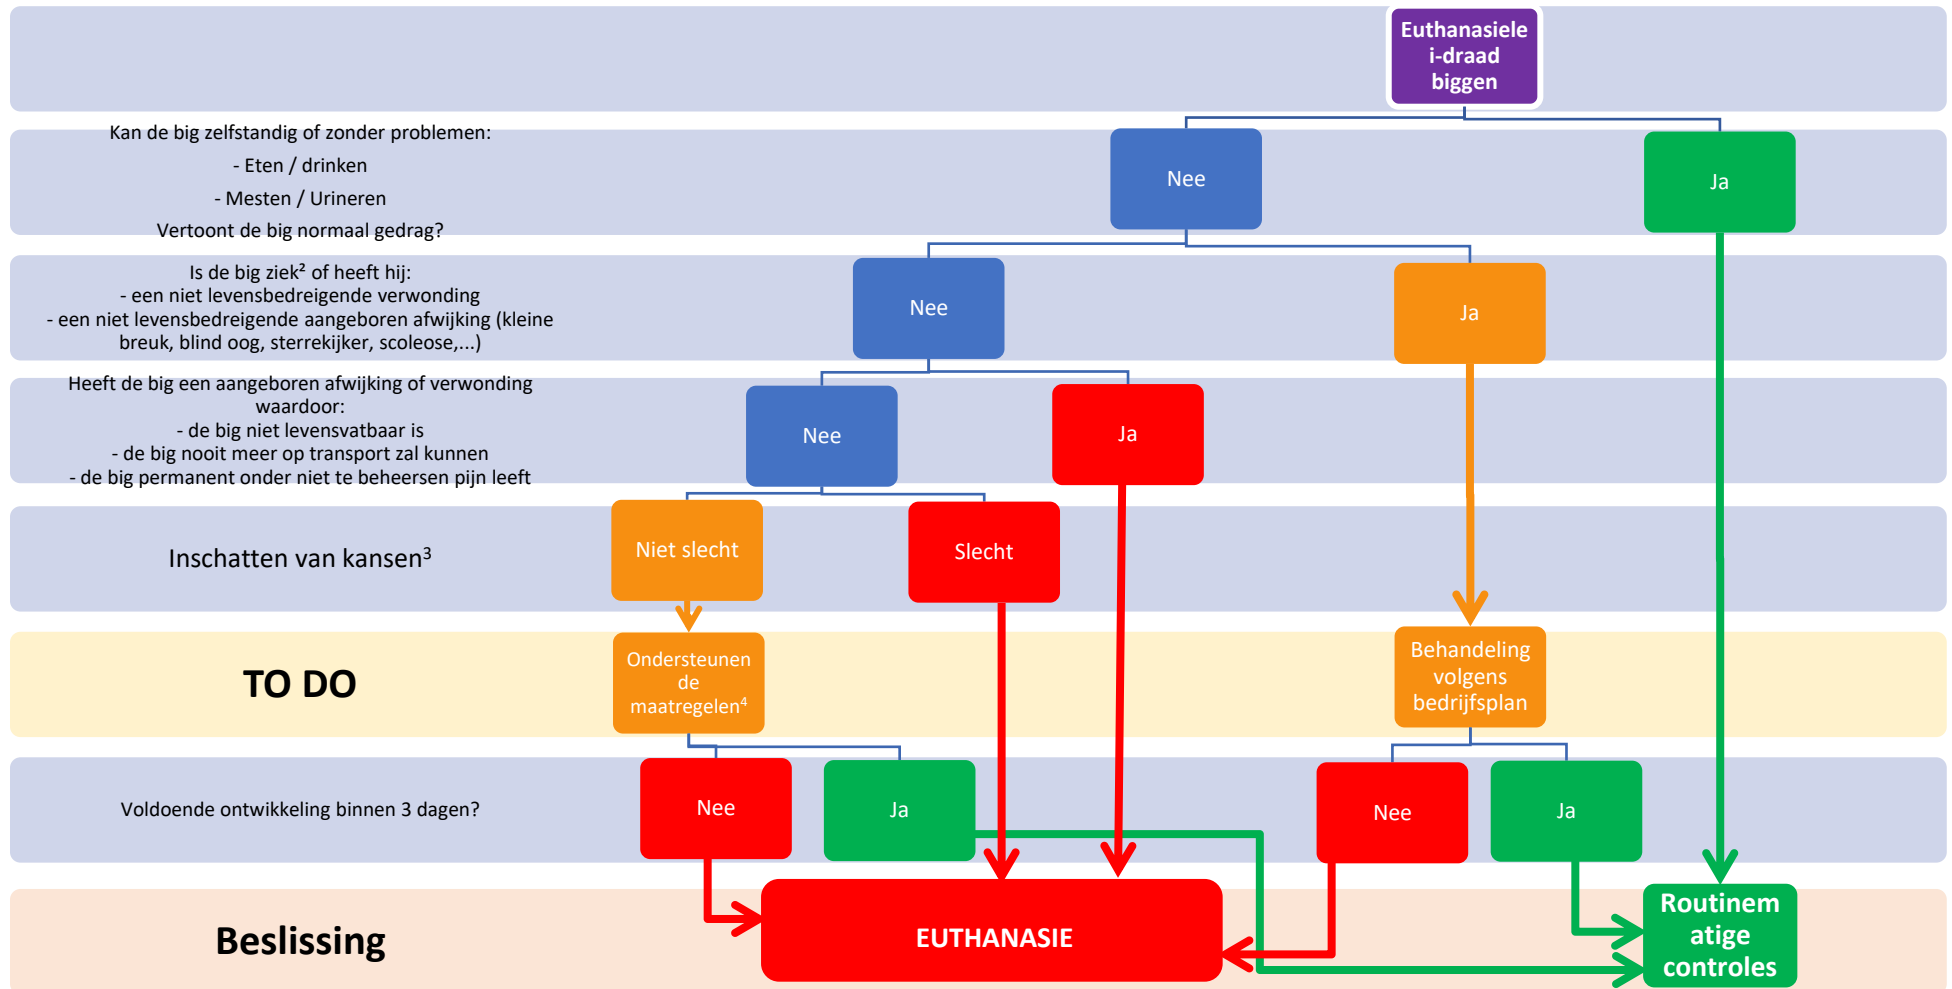 Euthanasiele
i-draad
biggen
Kan de big zelfstandig of zonder problemen:
- Eten / drinken
- Mesten / Urineren
Vertoont de big normaal gedrag?
Nee
Ja
Is de big ziek² of heeft hij:
- een niet levensbedreigende verwonding
- een niet levensbedreigende aangeboren afwijking (kleine
breuk, blind oog, sterrekijker, scoleose,...)
Nee
Ja
Heeft de big een aangeboren afwijking of verwonding
waardoor:
- de big niet levensvatbaar is
- de big nooit meer op transport zal kunnen
- de big permanent onder niet te beheersen pijn leeft
Nee
Ja
Inschatten van kansen³
Niet slecht
Slecht
TO DO
Ondersteunen
de
maatregelen⁴
Behandeling
volgens
bedrijfsplan
Voldoende ontwikkeling binnen 3 dagen?
Nee
Ja
Nee
Ja
Beslissing
EUTHANASIE
Routinem
atige
controles